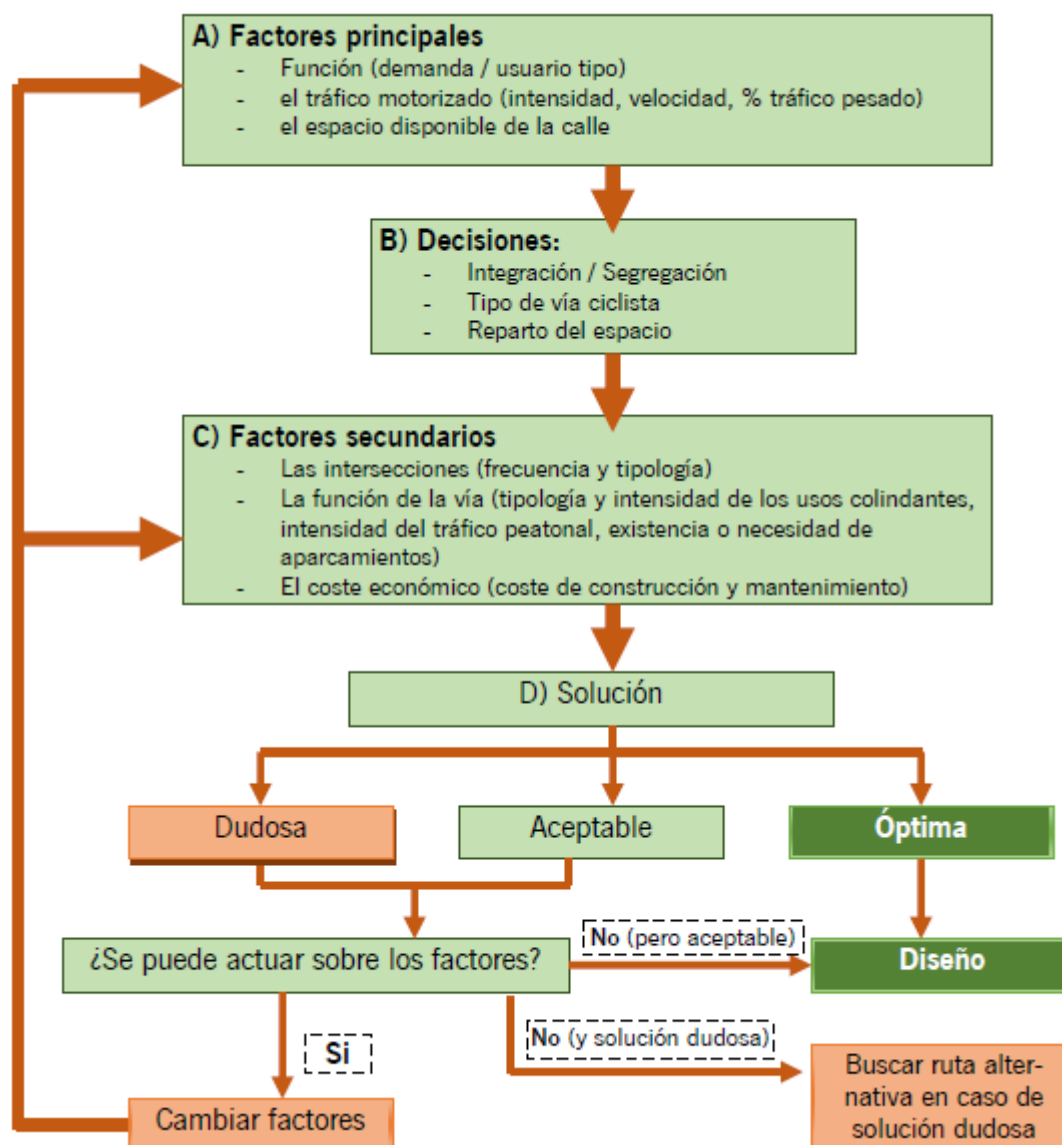 A) Factores principales
- Función (demanda / usuario tipo)
- el tráfico motorizado (intensidad, velocidad, % tráfico pesado)
- el espacio disponible de la calle
B) Decisiones:
- Integración / Segregación
- Tipo de vía ciclista
- Reparto del espacio
C) Factores secundarios
- Las intersecciones (frecuencia y tipología)
- La función de la vía (tipología y intensidad de los usos colindantes,
intensidad del tráfico peatonal, existencia o necesidad de
aparcamientos)
- El coste económico (coste de construcción y mantenimiento)
D) Solución
Dudosa
Aceptable
Óptima
¿Se puede actuar sobre los factores?
No (pero aceptable)
Diseño
Si
No (y solución dudosa)
Cambiar factores
Buscar ruta alter-
nativa en caso de
solución dudosa